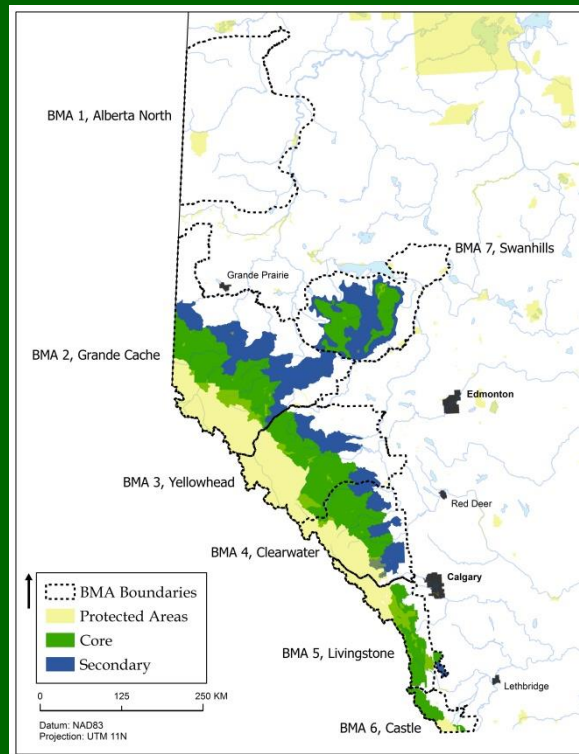 BMA 1, Alberta North
BMA 7, Swanhills
Grande Prairie
BMA 2, Grande Cache
Edmonton
BMA 3, Yellowhead
Red Deer
BMA 4, Clearwater
Calgary
BMA Boundaries
Protected Areas
Core
Secondary
BMA 5, Livingstone
0 125 250 KM
Lethbridge
Datum: NAD83
Projection: UTM 11N
BMA 6, Castle